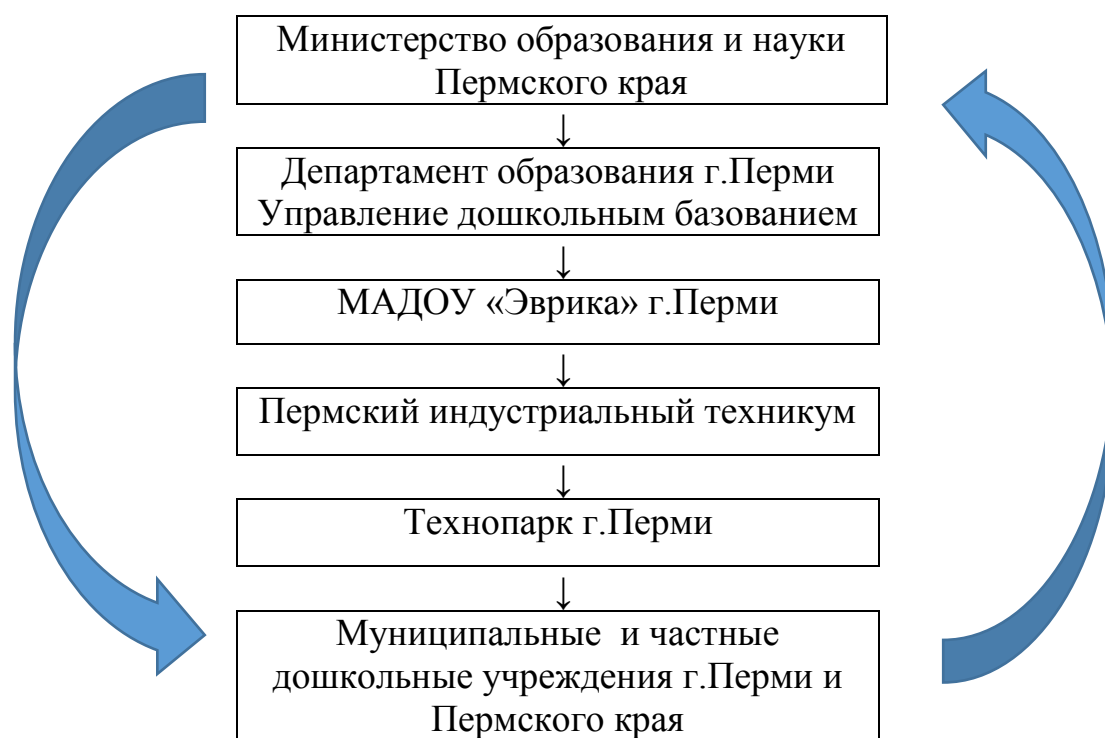 Министерство образования и науки
Пермского края
↓
Департамент образования г.Перми
Управление дошкольным базованием
↓
МАДОУ «Эврика» г.Перми
↓
Пермский индустриальный техникум
↓
Технопарк г.Перми
↓
Муниципальные и частные
дошкольные учреждения г.Перми и
Пермского края